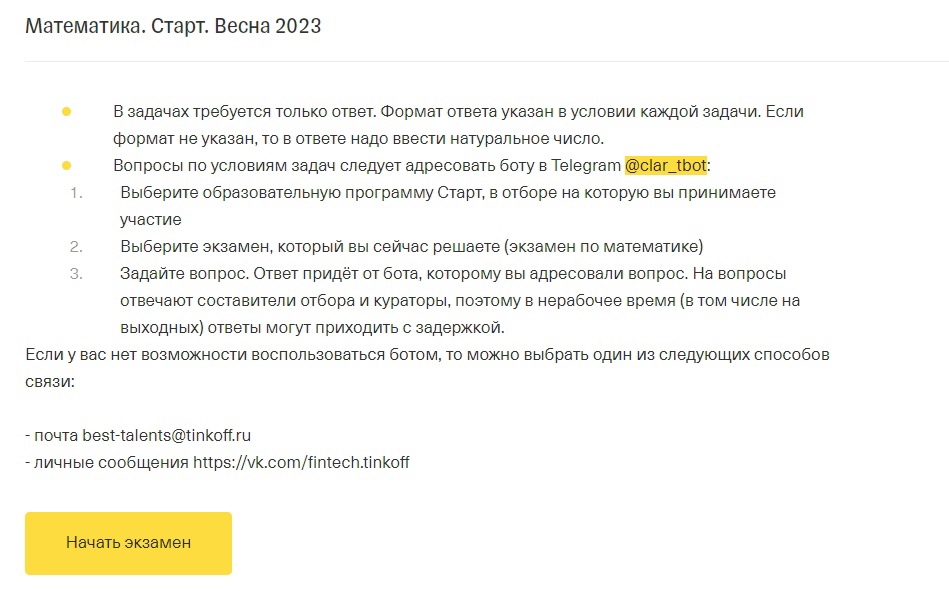 Математика. Старт. Весна 2023
В задачах требуется только ответ. Формат ответа указан в условии каждой задачи. Если
формат не указан, то в ответе надо ввести натуральное число.
Вопросы по условиям задач следует адресовать боту в Telegram @clar_tbot:
1. Выберите образовательную программу Старт, в отборе на которую вы принимаете
участие
2. Выберите экзамен, который вы сейчас решаете (экзамен по математике)
3. Задайте вопрос. Ответ придёт от бота, которому вы адресовали вопрос. На вопросы
отвечают составители отбора и кураторы, поэтому в нерабочее время (в том числе на
выходных) ответы могут приходить с задержкой.
Если у вас нет возможности воспользоваться ботом, то можно выбрать один из следующих способов
связи:
- почта best-talents@tinkoff.ru
- личные сообщения https://vk.com/fintech.tinkoff
Начать экзамен